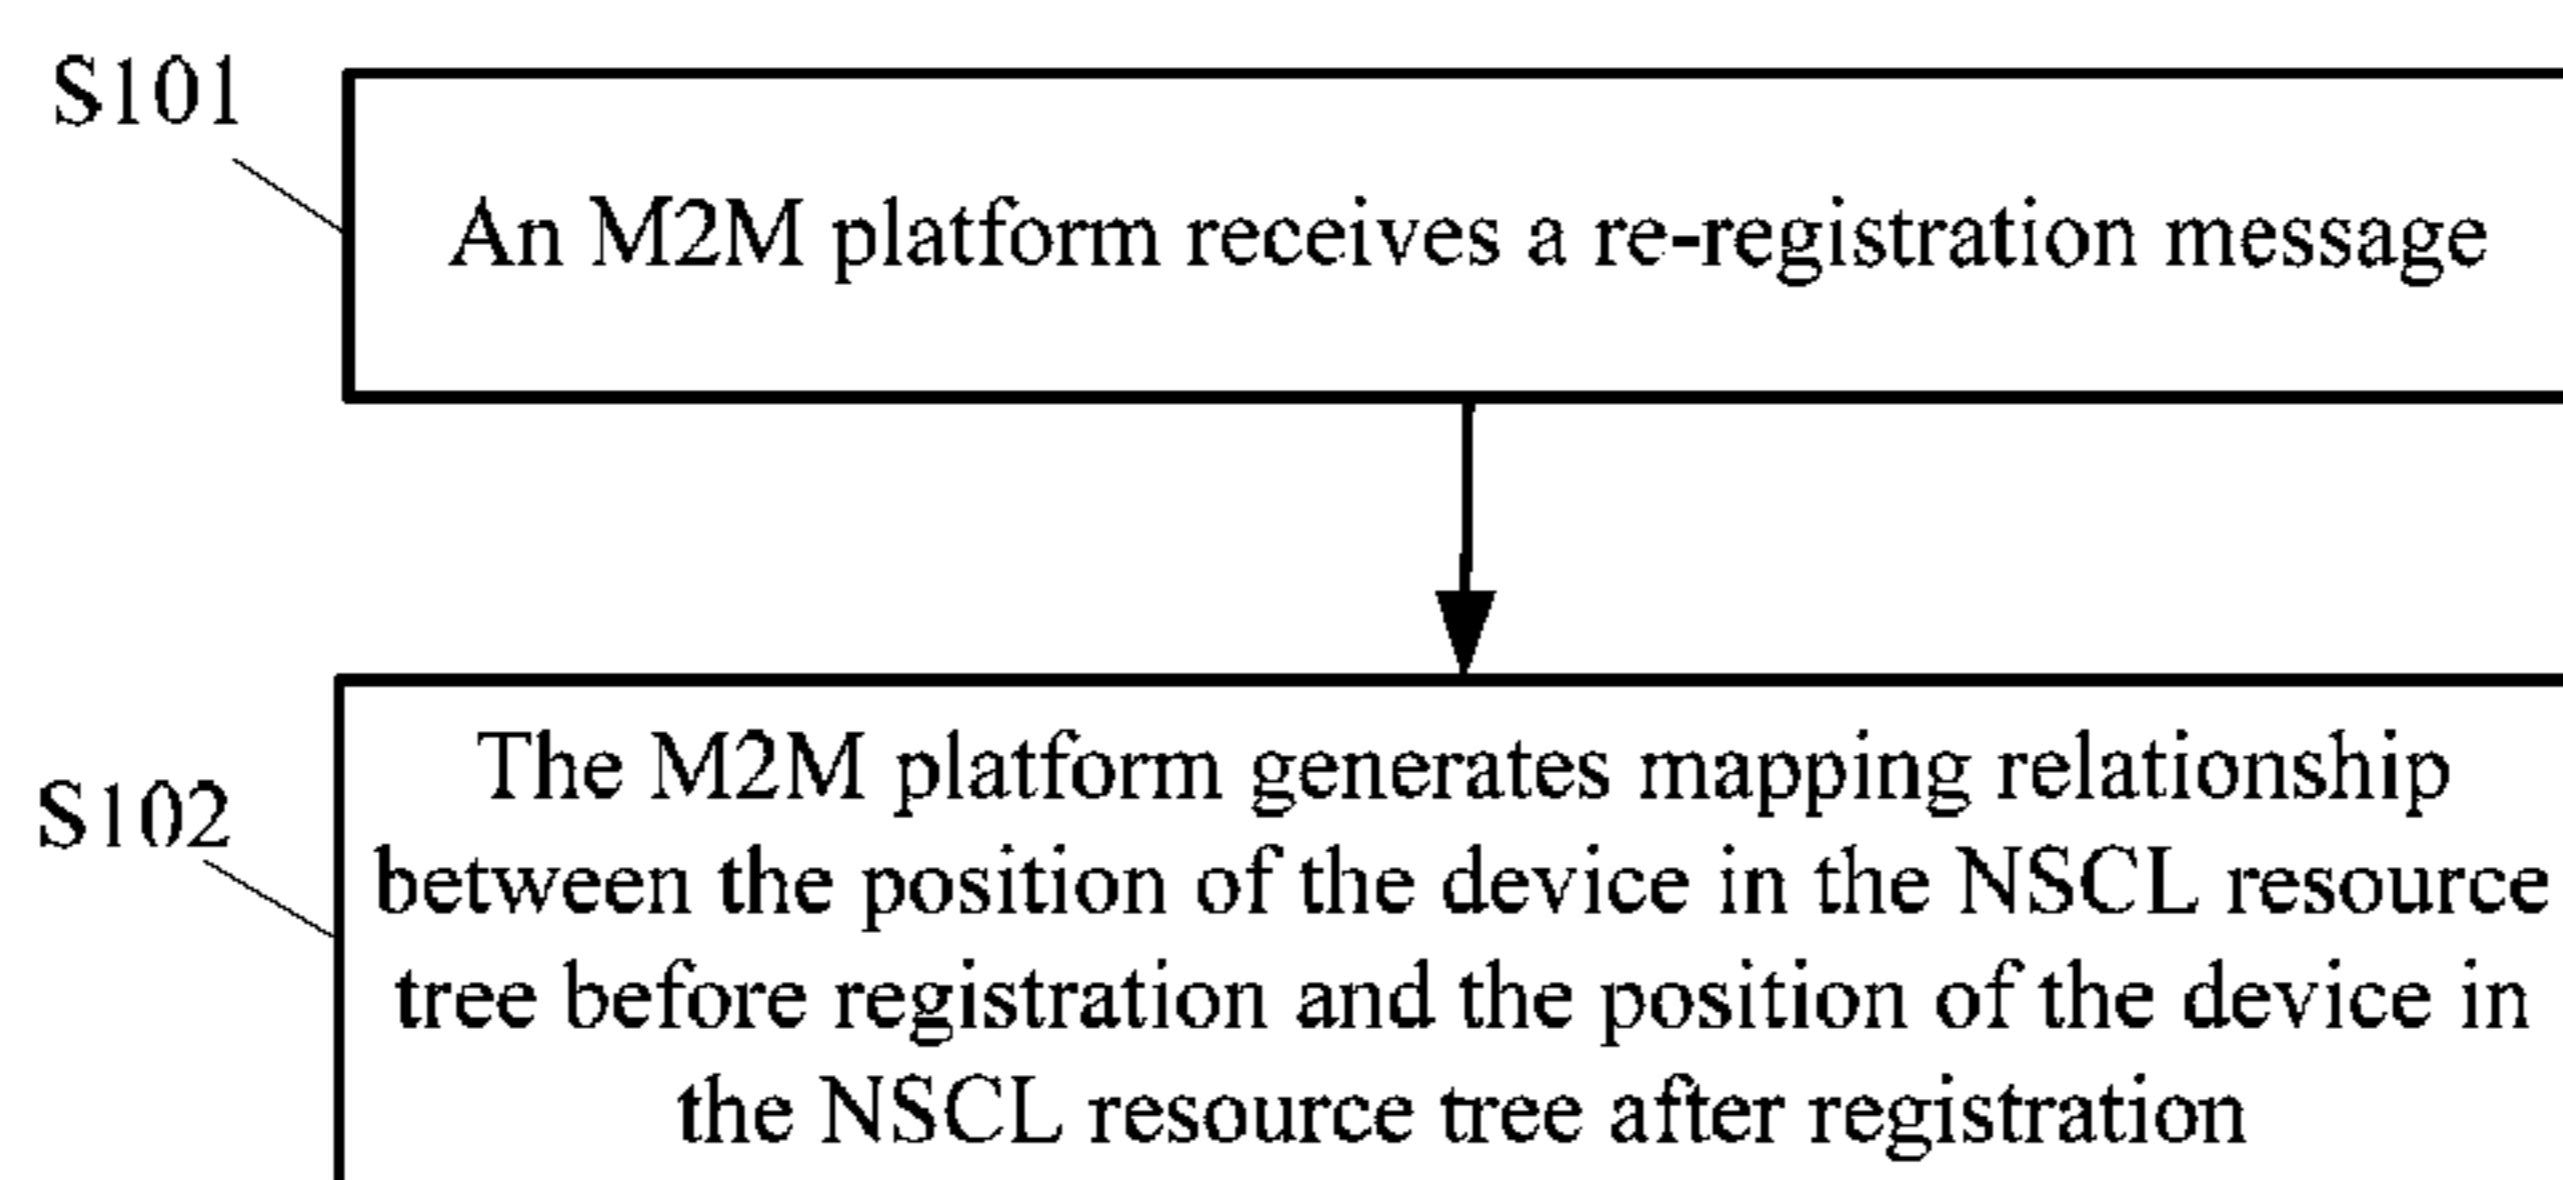 S101
An M2M platform receives a re-registration message
The M2M platform generates mapping relationship
S102
between the position of the device in the NSCL resource
tree before registration and the position of the device in
the NSCL resource tree after registration